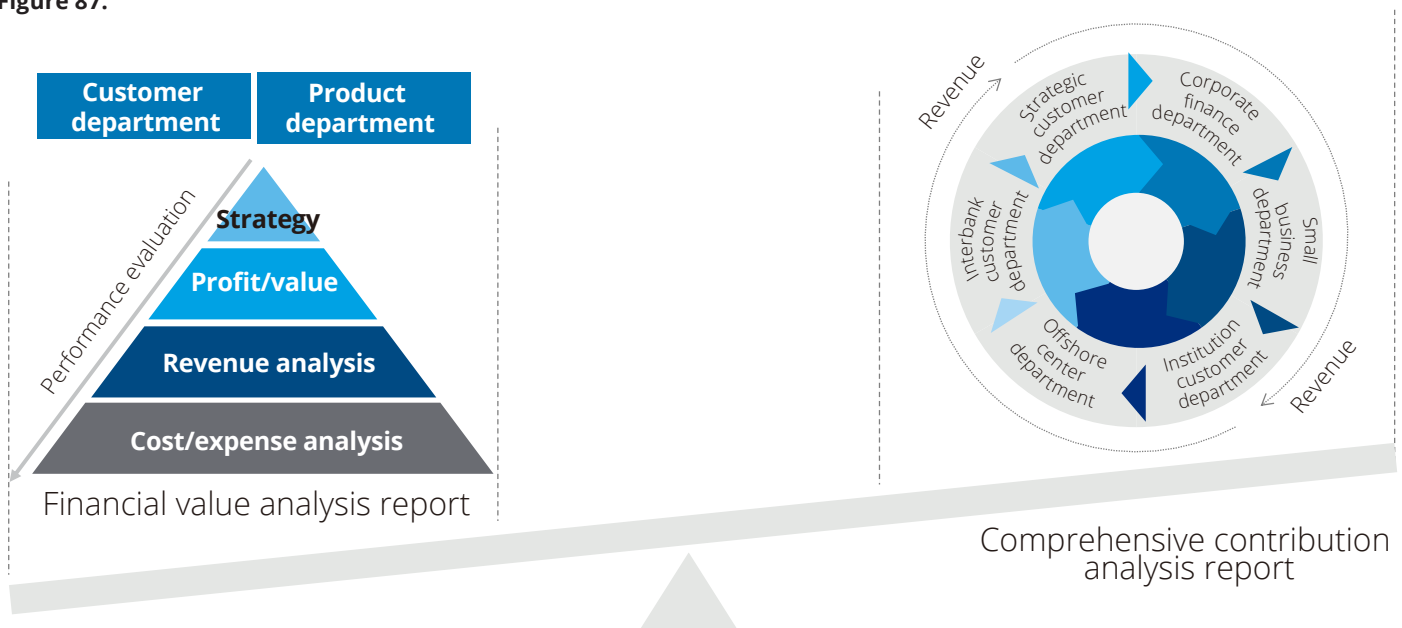 Figure 87.
Customer
department
Product
department
Performance evaluation
Strategy
Profit/value
Revenue analysis
Cost/expense analysis
Financial value analysis report
Revenue
Strategic
customer
department
Corporate
finance
department
Small
business
department
Institution
customer
department
Offshore
center
department
Interbank
customer
department
Revenue
Comprehensive contribution
analysis report